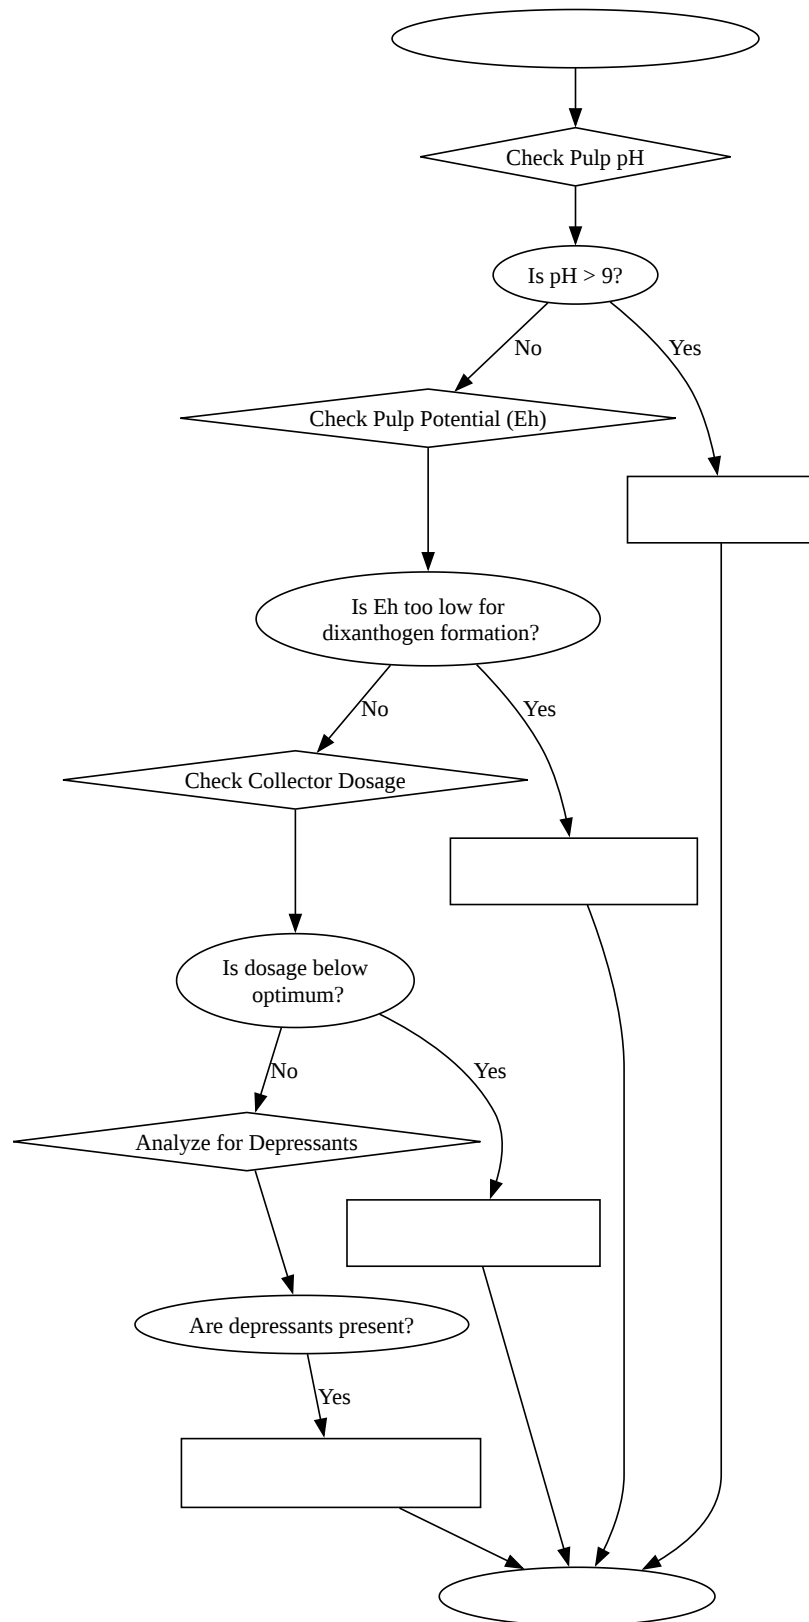 Check Pulp pH
Is pH > 9?
No
Yes
Check Pulp Potential (Eh)
Is Eh too low for
dixanthogen formation?
No
Yes
Check Collector Dosage
Is dosage below
optimum?
No
Yes
Analyze for Depressants
Are depressants present?
Yes